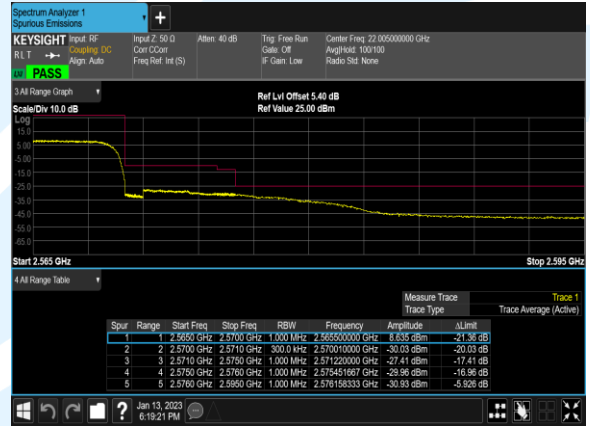 Spectrum Analyzer 1
Spurious Emissions
KEYSIGHT Input: RF Input Z: 50 Ω Atten: 40 dB Trig: Free Run Center Freq: 22.005000000 GHz
Coupling: DC Corr CCorr Gate: Off Avg|Hold: 100/100
RLT Align: Auto Freq Ref: Int (S) IF Gain: Low Radio Std: None
PASS
3 All Range Graph
Ref Lvl Offset 5.40 dB
Scale/Div 10.0 dB Ref Value 25.00 dBm
Log
15.0
5.00
-5.00
-15.0
-25.0
-35.0
-45.0
-55.0
-65.0
Start 2.565 GHz Stop 2.595 GHz
4 All Range Table
Measure Trace Trace 1
Trace Type Trace Average (Active)
Spur Range Start Freq Stop Freq RBW Frequency Amplitude ΔLimit
1 1 2.5650 GHz 2.5700 GHz 1.000 MHz 2.565500000 GHz 8.635 dBm -21.36 dB
2 2 2.5700 GHz 2.5710 GHz 300.0 kHz 2.570010000 GHz -30.03 dBm -20.03 dB
3 3 2.5710 GHz 2.5750 GHz 1.000 MHz 2.571220000 GHz -27.41 dBm -17.41 dB
4 4 2.5750 GHz 2.5760 GHz 1.000 MHz 2.575451667 GHz -29.96 dBm -16.96 dB
5 5 2.5760 GHz 2.5950 GHz 1.000 MHz 2.576158333 GHz -30.93 dBm -5.926 dB
Jan 13, 2023
6:19:21 PM